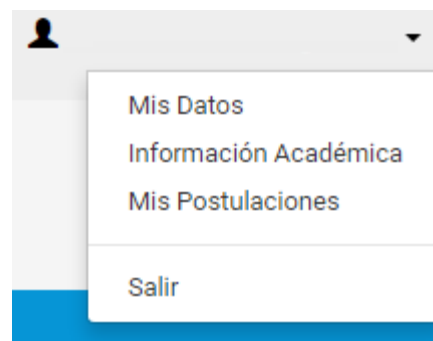 Mis Datos
Información Académica
Mis Postulaciones
Salir